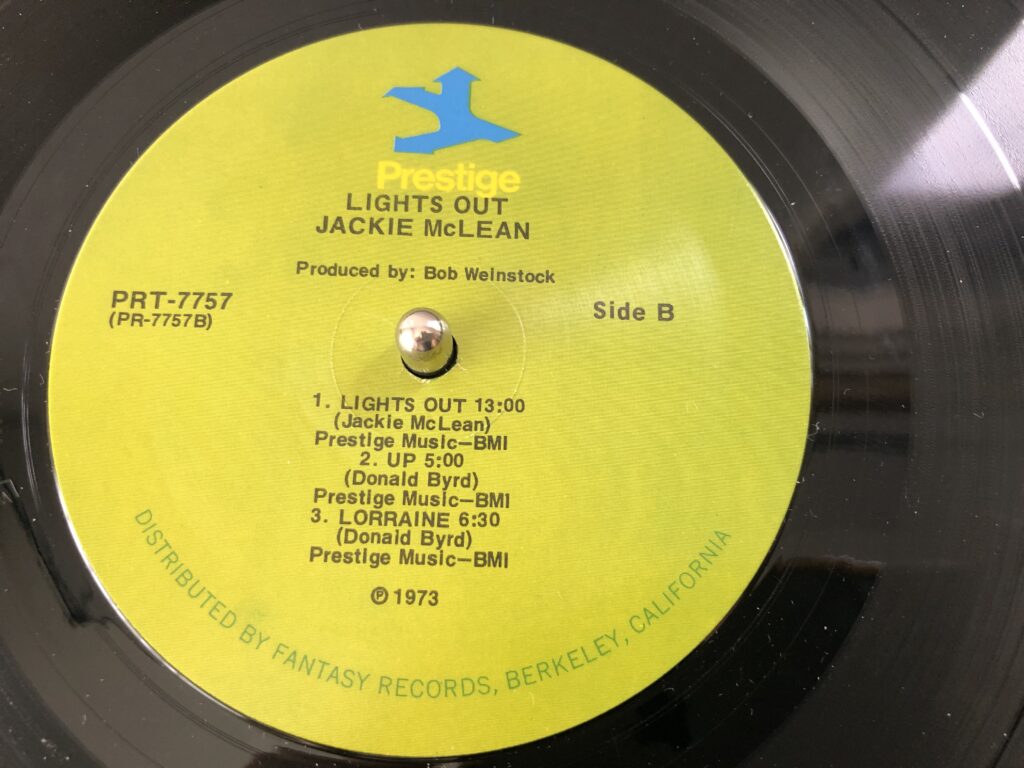 Prestige
LIGHTS OUT
JACKIE McLEAN
Produced by: Bob Weinstock
PRT-7757
(PR-7757B)
Side B
1. LIGHTS OUT 13:00
(Jackie McLean)
Prestige Music—BMI
2. UP 5:00
(Donald Byrd)
Prestige Music—BMI
3. LORRAINE 6:30
(Donald Byrd)
Prestige Music—BMI
℗ 1973
DISTRIBUTED BY FANTASY RECORDS, BERKELEY, CALIFORNIA